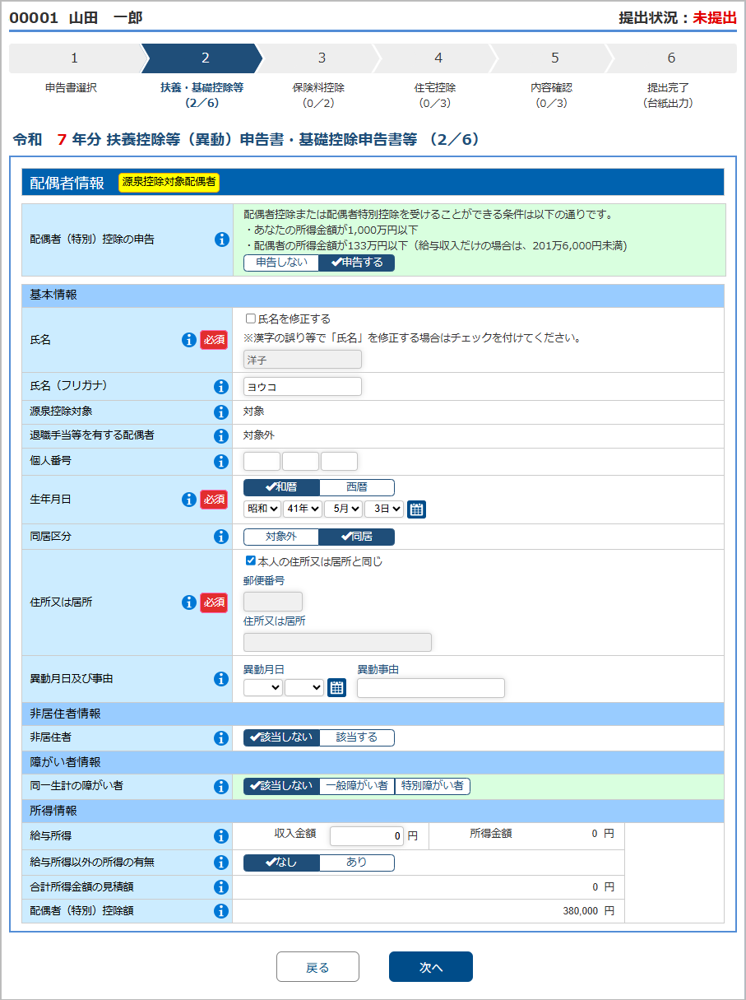 00001 山田　一郎　提出状況：未提出
1 2 3 4 5 6
申告書選択 扶養・基礎控除等 保険料控除 住宅控除 内容確認 提出完了
（2／6） （0／2） （0／3） （0／3） （台紙出力）
令和　7 年分 扶養控除等（異動）申告書・基礎控除申告書等 （2／6）
配偶者情報 源泉控除対象配偶者
配偶者（特別）控除の申告
配偶者控除または配偶者特別控除を受けることができる条件は以下の通りです。
・あなたの所得金額が1,000万円以下
・配偶者の所得金額が133万円以下（給与収入だけの場合は、201万6,000円未満)
申告しない ✔申告する
基本情報
氏名 必須
氏名を修正する
※漢字の誤り等で「氏名」を修正する場合はチェックを付けてください。
洋子
氏名（フリガナ） ヨウコ
源泉控除対象 対象
退職手当等を有する配偶者 対象外
個人番号
生年月日 必須
✔和暦 西暦
昭和 41年 5月 3日
同居区分 対象外 ✔同居
住所又は居所 必須
本人の住所又は居所と同じ
郵便番号
住所又は居所
異動月日及び事由
異動月日 異動事由
非居住者情報
非居住者 ✔該当しない 該当する
障がい者情報
同一生計の障がい者 ✔該当しない 一般障がい者 特別障がい者
所得情報
給与所得 収入金額 0 円 所得金額 0 円
給与所得以外の所得の有無 ✔なし あり
合計所得金額の見積額 0 円
配偶者（特別）控除額 380,000 円
戻る 次へ